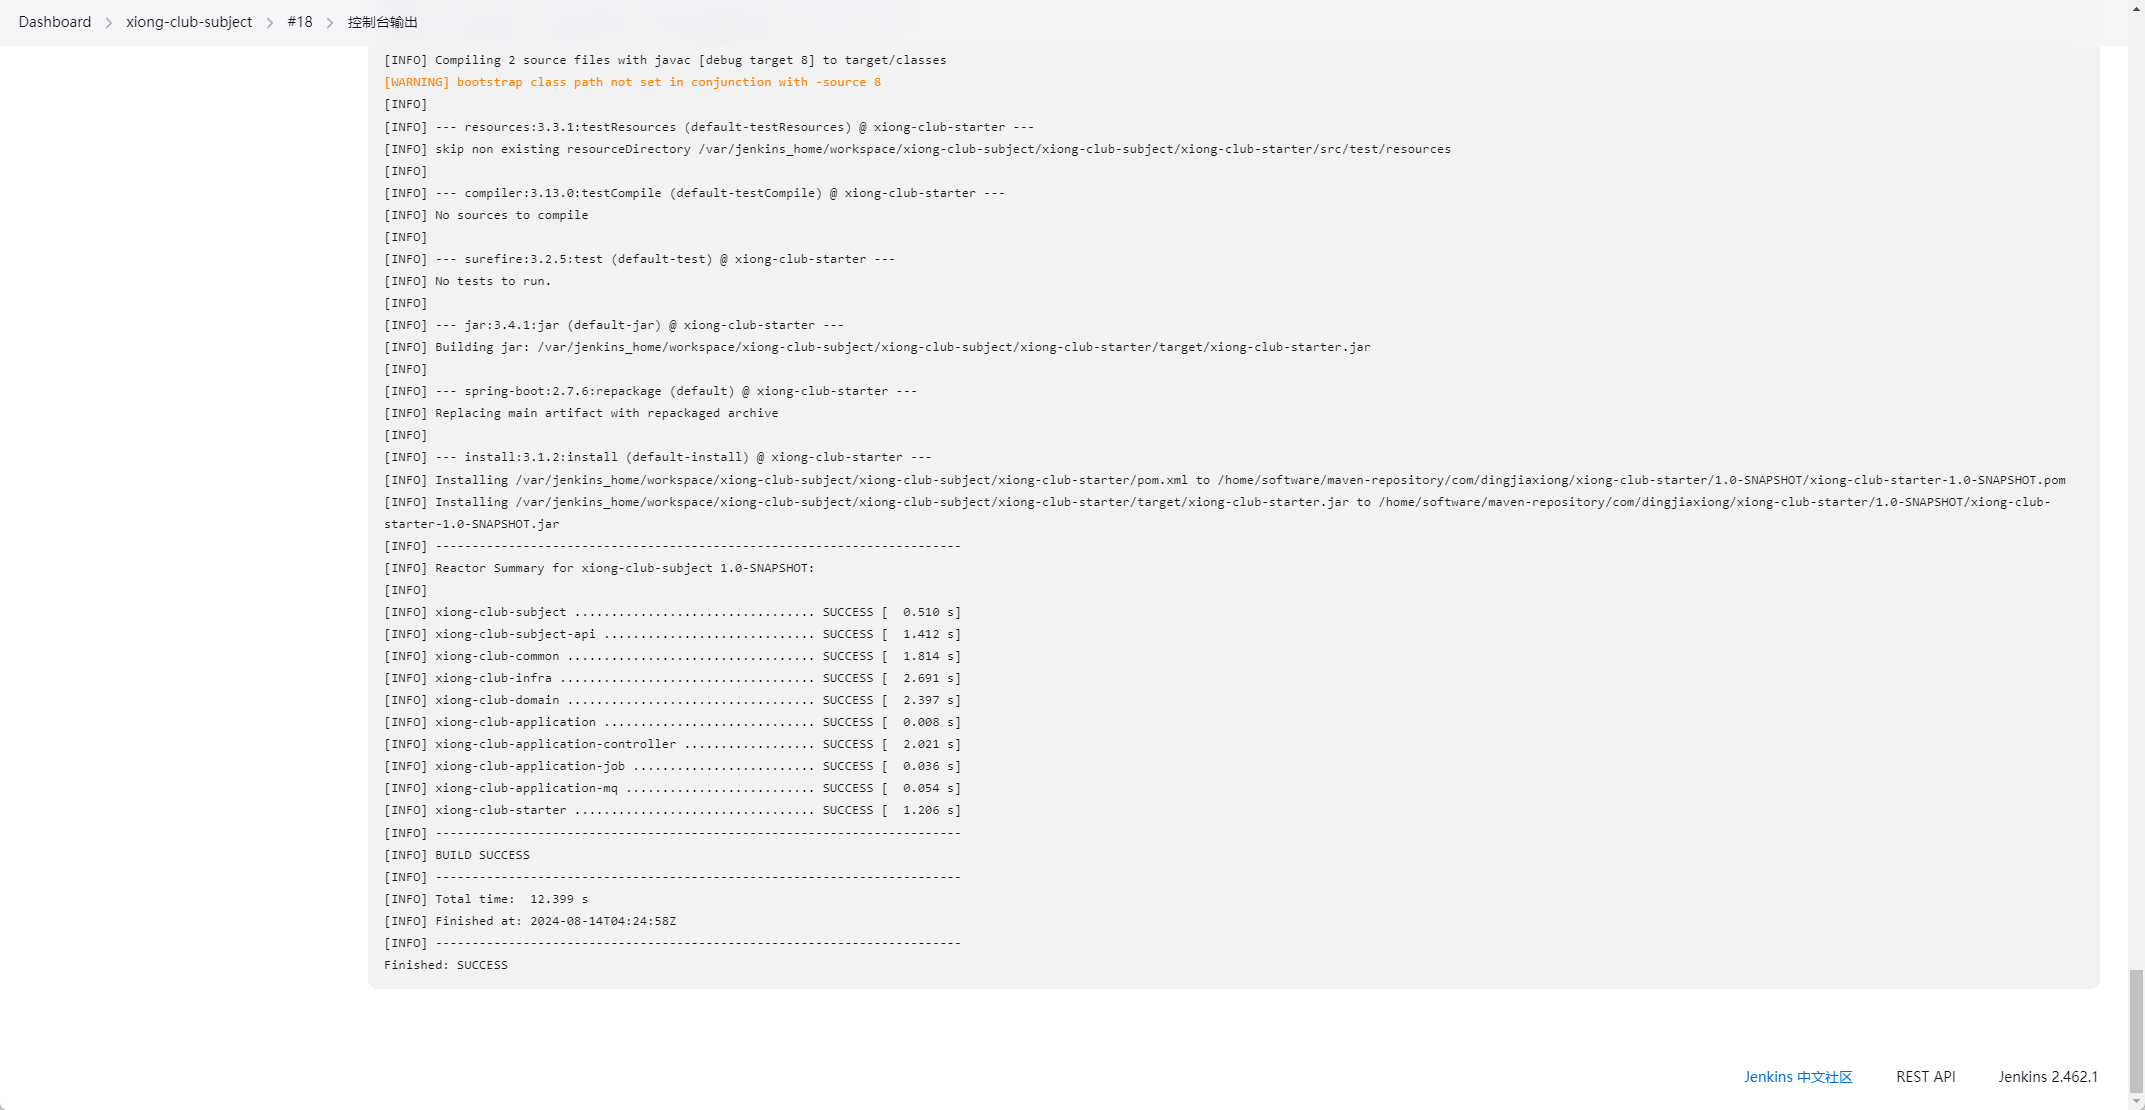 Dashboard > xiong-club-subject > #18 > 控制台输出
[INFO] Compiling 2 source files with javac [debug target 8] to target/classes
[WARNING] bootstrap class path not set in conjunction with -source 8
[INFO]
[INFO] --- resources:3.3.1:testResources (default-testResources) @ xiong-club-starter ---
[INFO] skip non existing resourceDirectory /var/jenkins_home/workspace/xiong-club-subject/xiong-club-subject/xiong-club-starter/src/test/resources
[INFO]
[INFO] --- compiler:3.13.0:testCompile (default-testCompile) @ xiong-club-starter ---
[INFO] No sources to compile
[INFO]
[INFO] --- surefire:3.2.5:test (default-test) @ xiong-club-starter ---
[INFO] No tests to run.
[INFO]
[INFO] --- jar:3.4.1:jar (default-jar) @ xiong-club-starter ---
[INFO] Building jar: /var/jenkins_home/workspace/xiong-club-subject/xiong-club-subject/xiong-club-starter/target/xiong-club-starter.jar
[INFO]
[INFO] --- spring-boot:2.7.6:repackage (default) @ xiong-club-starter ---
[INFO] Replacing main artifact with repackaged archive
[INFO]
[INFO] --- install:3.1.2:install (default-install) @ xiong-club-starter ---
[INFO] Installing /var/jenkins_home/workspace/xiong-club-subject/xiong-club-subject/xiong-club-starter/pom.xml to /home/software/maven-repository/com/dingjiaxiong/xiong-club-starter/1.0-SNAPSHOT/xiong-club-starter-1.0-SNAPSHOT.pom
[INFO] Installing /var/jenkins_home/workspace/xiong-club-subject/xiong-club-subject/xiong-club-starter/target/xiong-club-starter.jar to /home/software/maven-repository/com/dingjiaxiong/xiong-club-starter/1.0-SNAPSHOT/xiong-club-
starter-1.0-SNAPSHOT.jar
[INFO] ------------------------------------------------------------------------
[INFO] Reactor Summary for xiong-club-subject 1.0-SNAPSHOT:
[INFO]
[INFO] xiong-club-subject ................................. SUCCESS [  0.510 s]
[INFO] xiong-club-subject-api ............................. SUCCESS [  1.412 s]
[INFO] xiong-club-common .................................. SUCCESS [  1.814 s]
[INFO] xiong-club-infra ................................... SUCCESS [  2.691 s]
[INFO] xiong-club-domain .................................. SUCCESS [  2.397 s]
[INFO] xiong-club-application ............................. SUCCESS [  0.008 s]
[INFO] xiong-club-application-controller .................. SUCCESS [  2.021 s]
[INFO] xiong-club-application-job ......................... SUCCESS [  0.036 s]
[INFO] xiong-club-application-mq .......................... SUCCESS [  0.054 s]
[INFO] xiong-club-starter ................................. SUCCESS [  1.206 s]
[INFO] ------------------------------------------------------------------------
[INFO] BUILD SUCCESS
[INFO] ------------------------------------------------------------------------
[INFO] Total time:  12.399 s
[INFO] Finished at: 2024-08-14T04:24:58Z
[INFO] ------------------------------------------------------------------------
Finished: SUCCESS
Jenkins 中文社区 REST API Jenkins 2.462.1